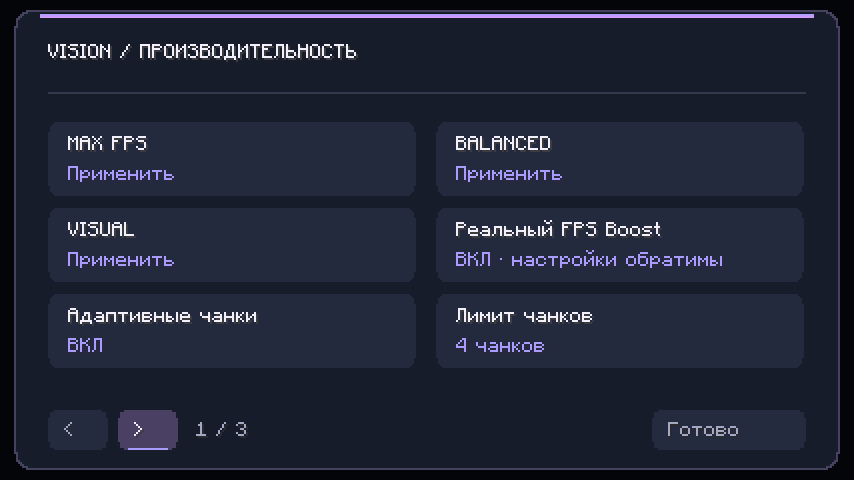 VISION / ПРОИЗВОДИТЕЛЬНОСТЬ
MAX FPS
Применить
BALANCED
Применить
VISUAL
Применить
Реальный FPS Boost
ВКЛ · настройки обратимы
Адаптивные чанки
ВКЛ
Лимит чанков
4 чанков
< > 1 / 3
Готово